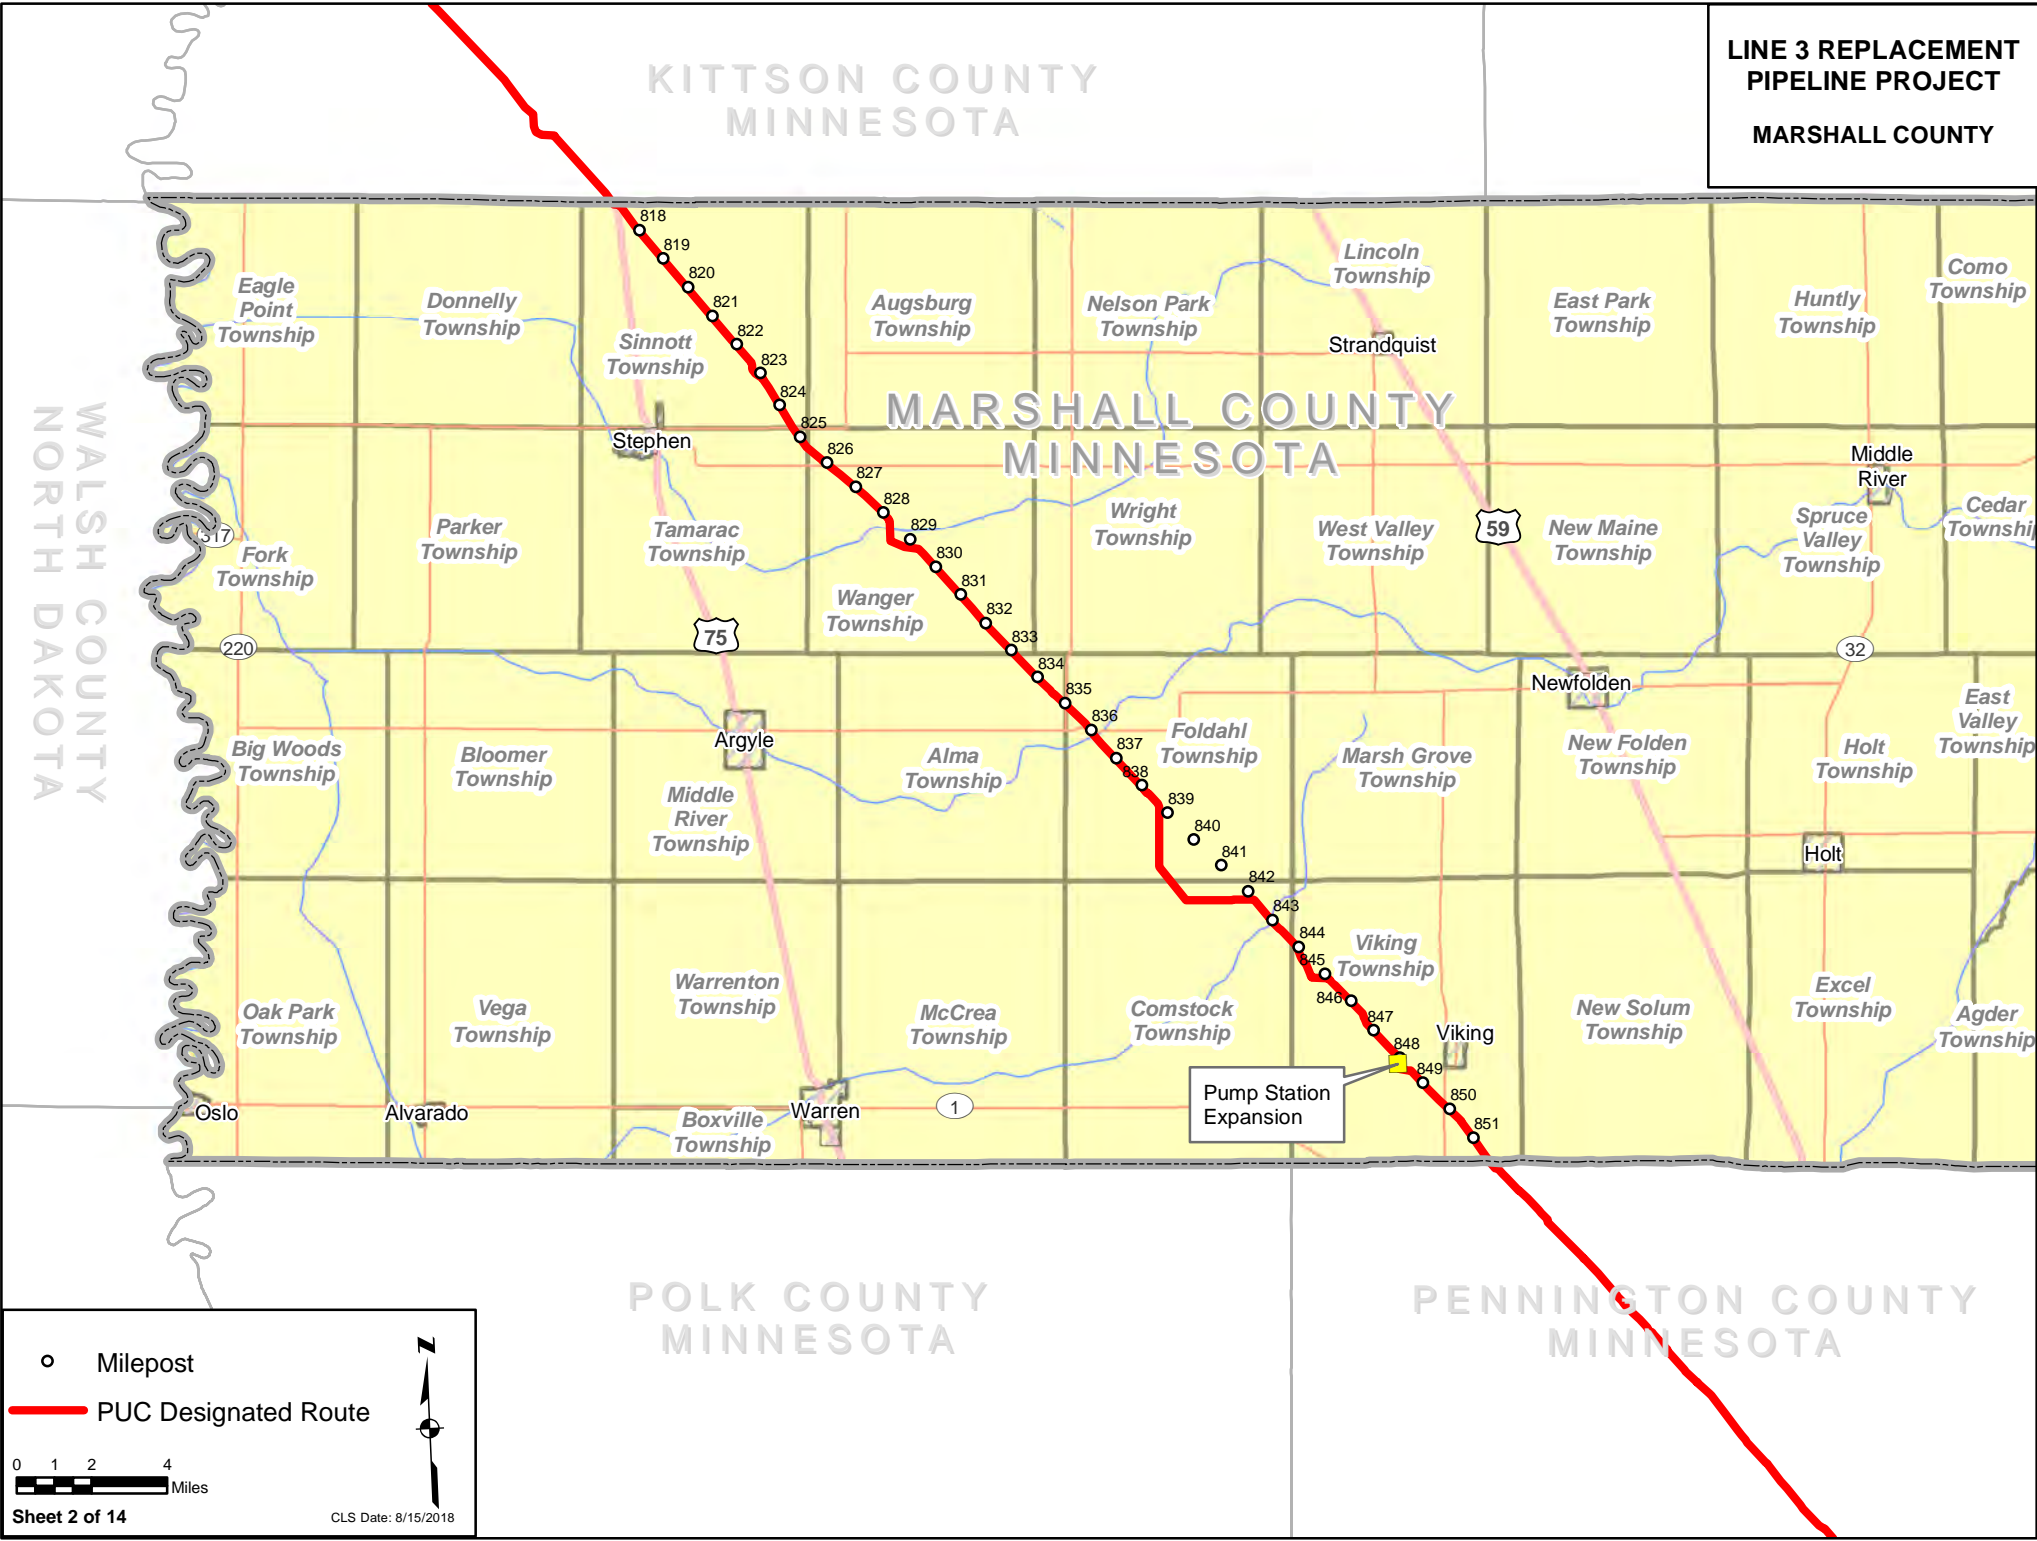 LINE 3 REPLACEMENT
PIPELINE PROJECT
MARSHALL COUNTY
KITTSON COUNTY
MINNESOTA
WALSH COUNTY
NORTH DAKOTA
MARSHALL COUNTY
MINNESOTA
POLK COUNTY
MINNESOTA
PENNINGTON COUNTY
MINNESOTA
Eagle
Point
Township
Donnelly
Township
Sinnott
Township
Augsburg
Township
Nelson Park
Township
Lincoln
Township
East Park
Township
Huntly
Township
Como
Township
Strandquist
Stephen
Middle
River
Parker
Township
Fork
Township
Tamarac
Township
Wanger
Township
Wright
Township
West Valley
Township
New Maine
Township
Spruce
Valley
Township
Cedar
Township
317
59
220
75
32
Newfolden
Big Woods
Township
Bloomer
Township
Argyle
Middle
River
Township
Alma
Township
Foldahl
Township
Marsh Grove
Township
New Folden
Township
Holt
Township
East
Valley
Township
Holt
Oak Park
Township
Vega
Township
Warrenton
Township
McCrea
Township
Comstock
Township
Viking
Township
Viking
New Solum
Township
Excel
Township
Agder
Township
Oslo
Alvarado
Boxville
Township
Warren
1
Pump Station
Expansion
818
819
820
821
822
823
824
825
826
827
828
829
830
831
832
833
834
835
836
837
838
839
840
841
842
843
844
845
846
847
848
849
850
851
Milepost
PUC Designated Route
N
0 1 2 4
Miles
Sheet 2 of 14
CLS Date: 8/15/2018